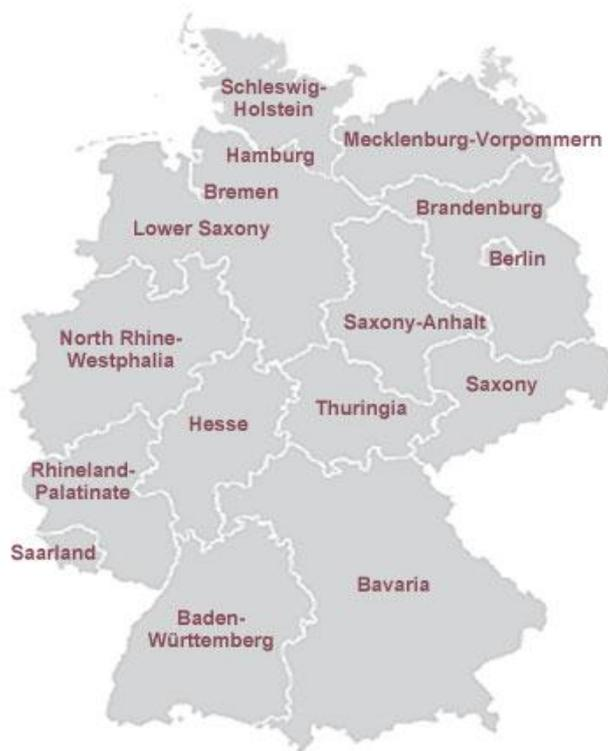 Schleswig-
Holstein
Mecklenburg-Vorpommern
Hamburg
Bremen
Brandenburg
Lower Saxony
Berlin
Saxony-Anhalt
North Rhine-
Westphalia
Saxony
Thuringia
Hesse
Rhineland-
Palatinate
Saarland
Bavaria
Baden-
Württemberg